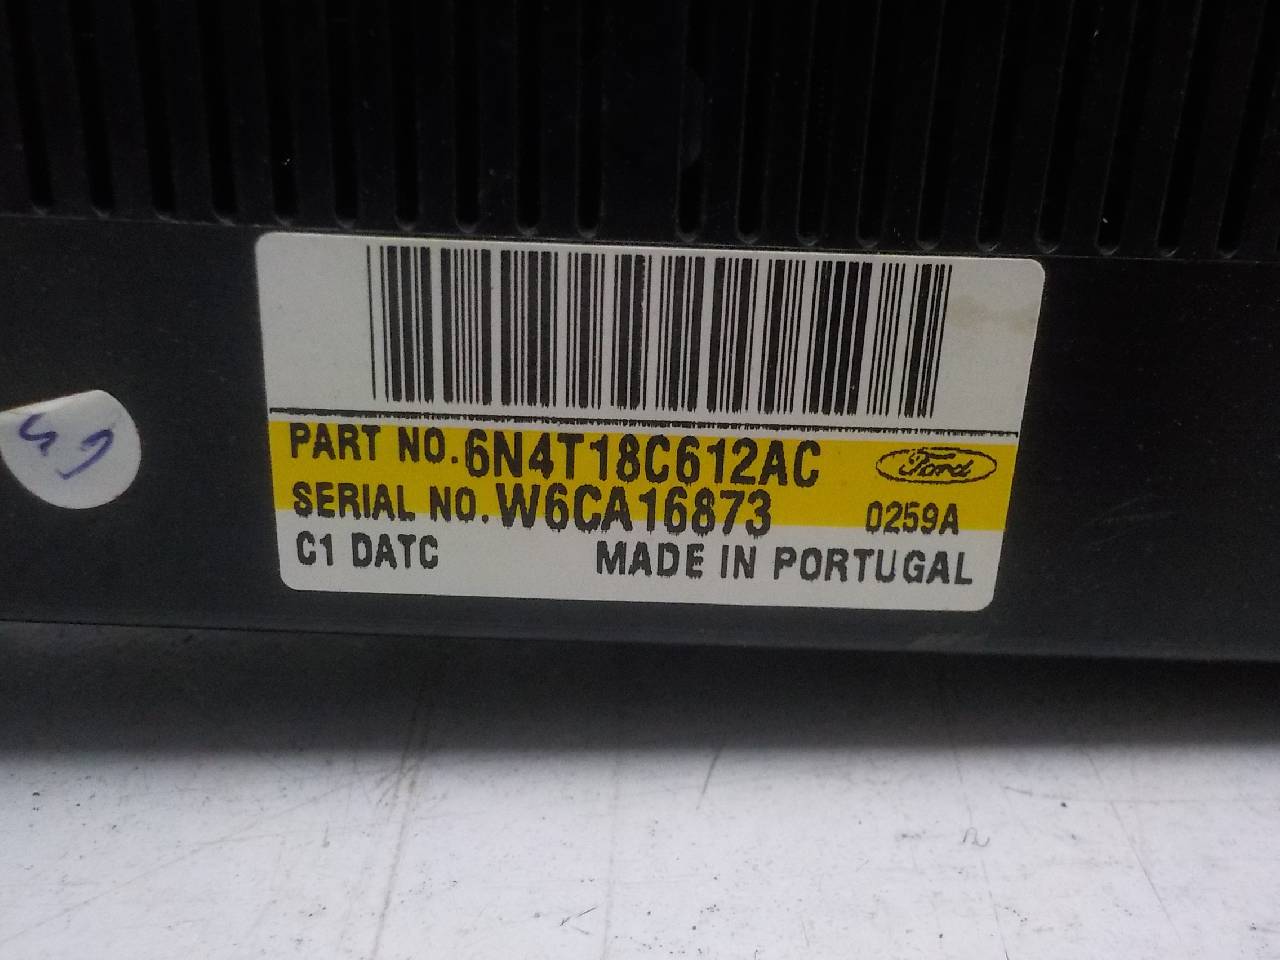 PART NO. 6N4T18C612AC Ford
SERIAL NO. W6CA16873 0259A
C1 DATC MADE IN PORTUGAL